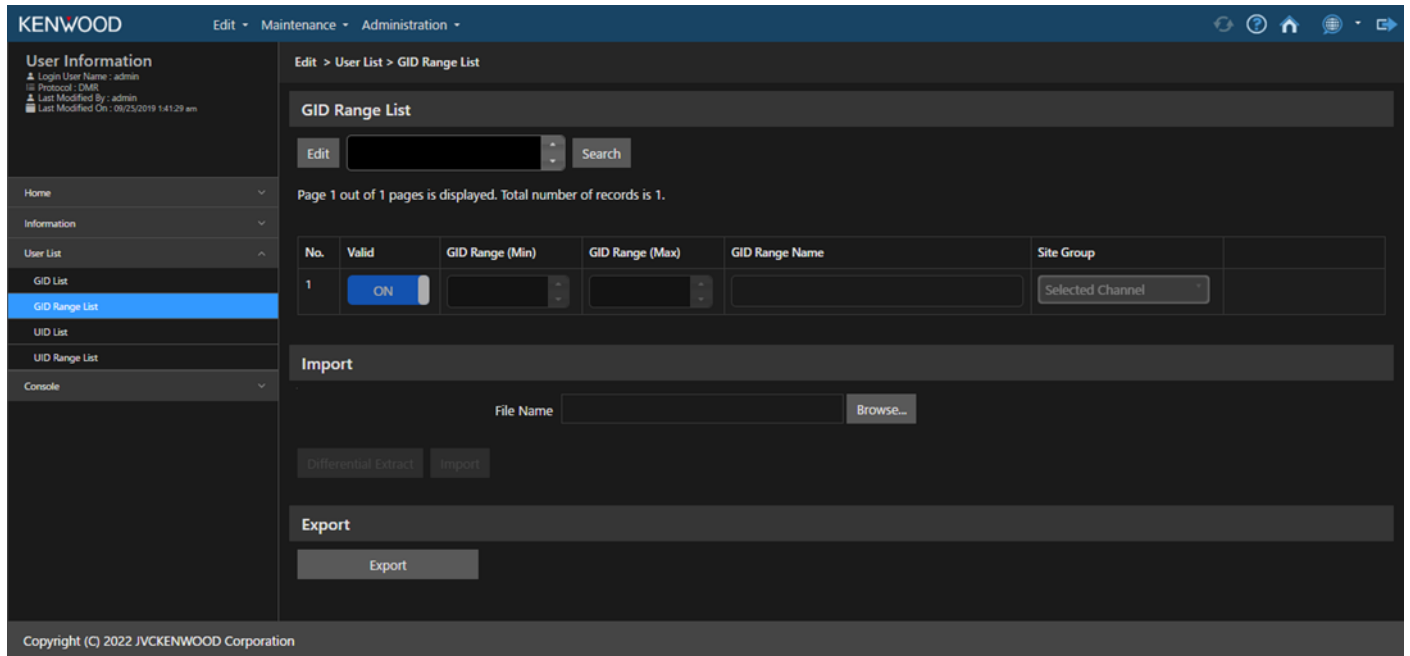 KENWOOD Edit Maintenance Administration
User Information
Login User Name : admin
Protocol : DMR
Last Modified By : admin
Last Modified On : 09/25/2019 1:41:29 am
Home
Information
User List
GID List
GID Range List
UID List
UID Range List
Console
Edit > User List > GID Range List
GID Range List
Edit Search
Page 1 out of 1 pages is displayed. Total number of records is 1.
No. Valid GID Range (Min) GID Range (Max) GID Range Name Site Group
1 ON Selected Channel
Import
File Name Browse...
Differential Extract Import
Export
Export
Copyright (C) 2022 JVCKENWOOD Corporation